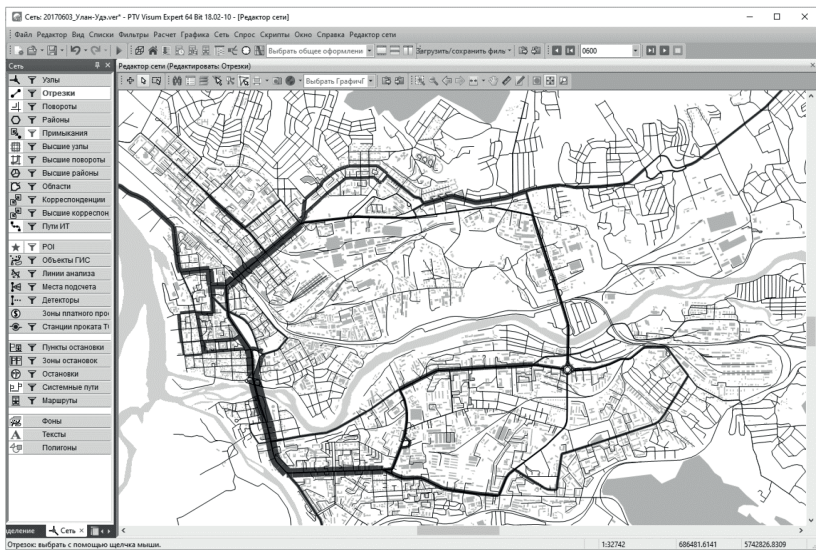 Сеть: 20170603_Улан-Удэ.ver* - PTV Visum Expert 64 Bit 18.02-10 - [Редактор сети]
Файл Редактор Вид Списки Фильтры Расчет Графика Сеть Спрос Скрипты Окно Справка Редактор сети
Выбрать общее оформлени Загрузить/сохранить филь 0600
Сеть
Редактор сети (Редактировать: Отрезки)
Выбрать ГрафичГ
Узлы
Отрезки
Повороты
Районы
Примыкания
Высшие узлы
Высшие повороты
Высшие районы
Области
Корреспонденции
Высшие корреспон
Пути ИТ
POI
Объекты ГИС
Линии анализа
Места подсчета
Детекторы
Зоны платного про
Станции проката Т
Пункты остановки
Зоны остановок
Остановки
Системные пути
Маршруты
Фоны
Тексты
Полигоны
деление Сеть
Отрезок: выбрать с помощью щелчка мыши. 1:32742 686481.6141 5742826.8309